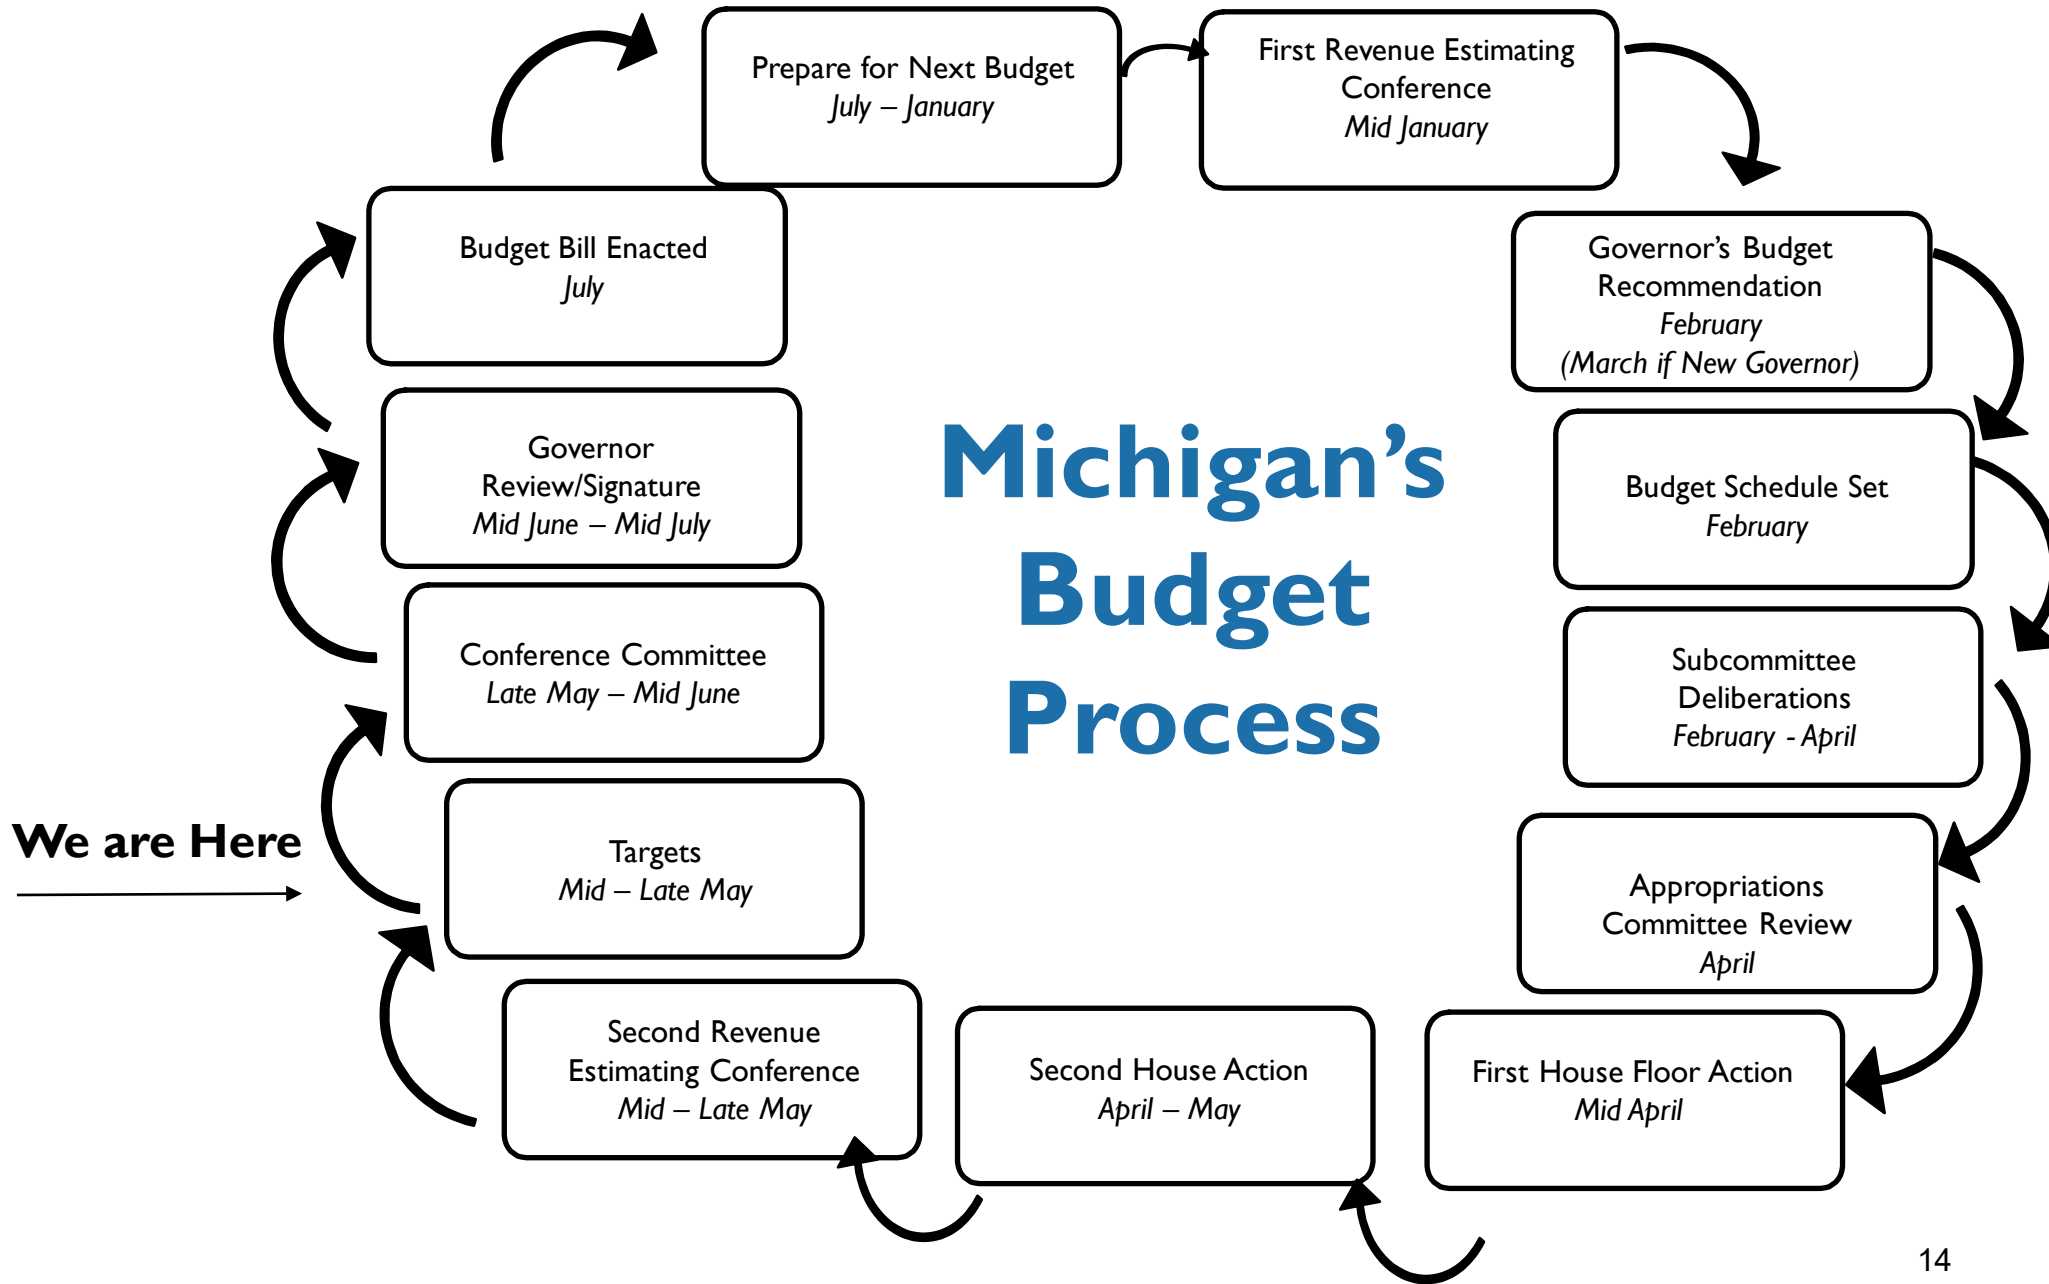 Prepare for Next Budget
July – January
First Revenue Estimating
Conference
Mid January
Governor’s Budget
Recommendation
February
(March if New Governor)
Budget Schedule Set
February
Subcommittee
Deliberations
February - April
Appropriations
Committee Review
April
First House Floor Action
Mid April
Second House Action
April – May
Second Revenue
Estimating Conference
Mid – Late May
Targets
Mid – Late May
Conference Committee
Late May – Mid June
Governor
Review/Signature
Mid June – Mid July
Budget Bill Enacted
July
Michigan’s
Budget
Process
We are Here
14